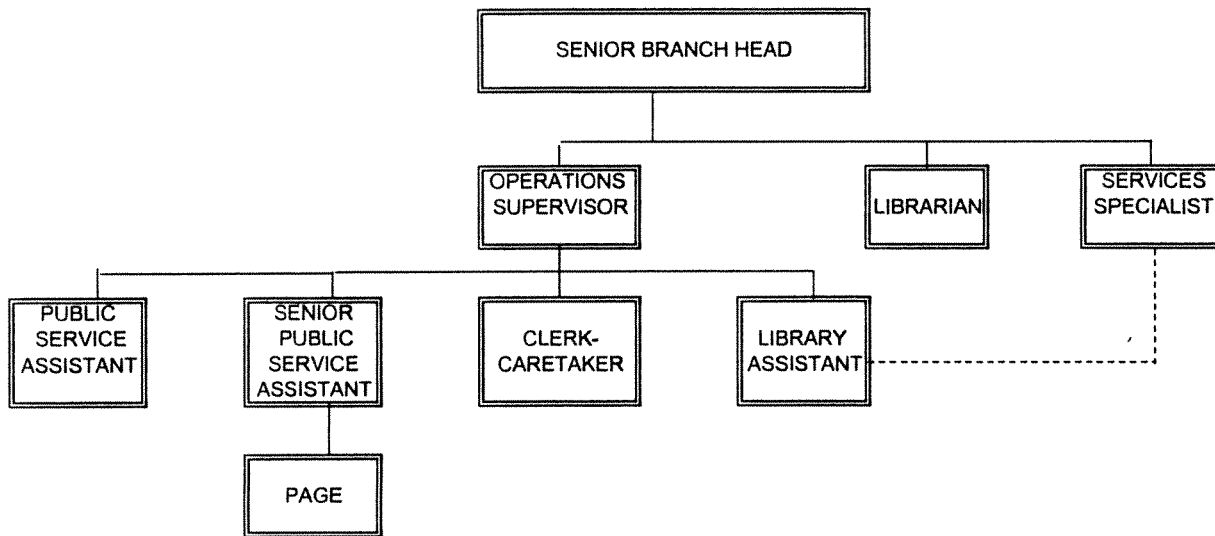 SENIOR BRANCH HEAD
OPERATIONS
SUPERVISOR
LIBRARIAN
SERVICES
SPECIALIST
PUBLIC
SERVICE
ASSISTANT
SENIOR
PUBLIC
SERVICE
ASSISTANT
CLERK-
CARETAKER
LIBRARY
ASSISTANT
PAGE